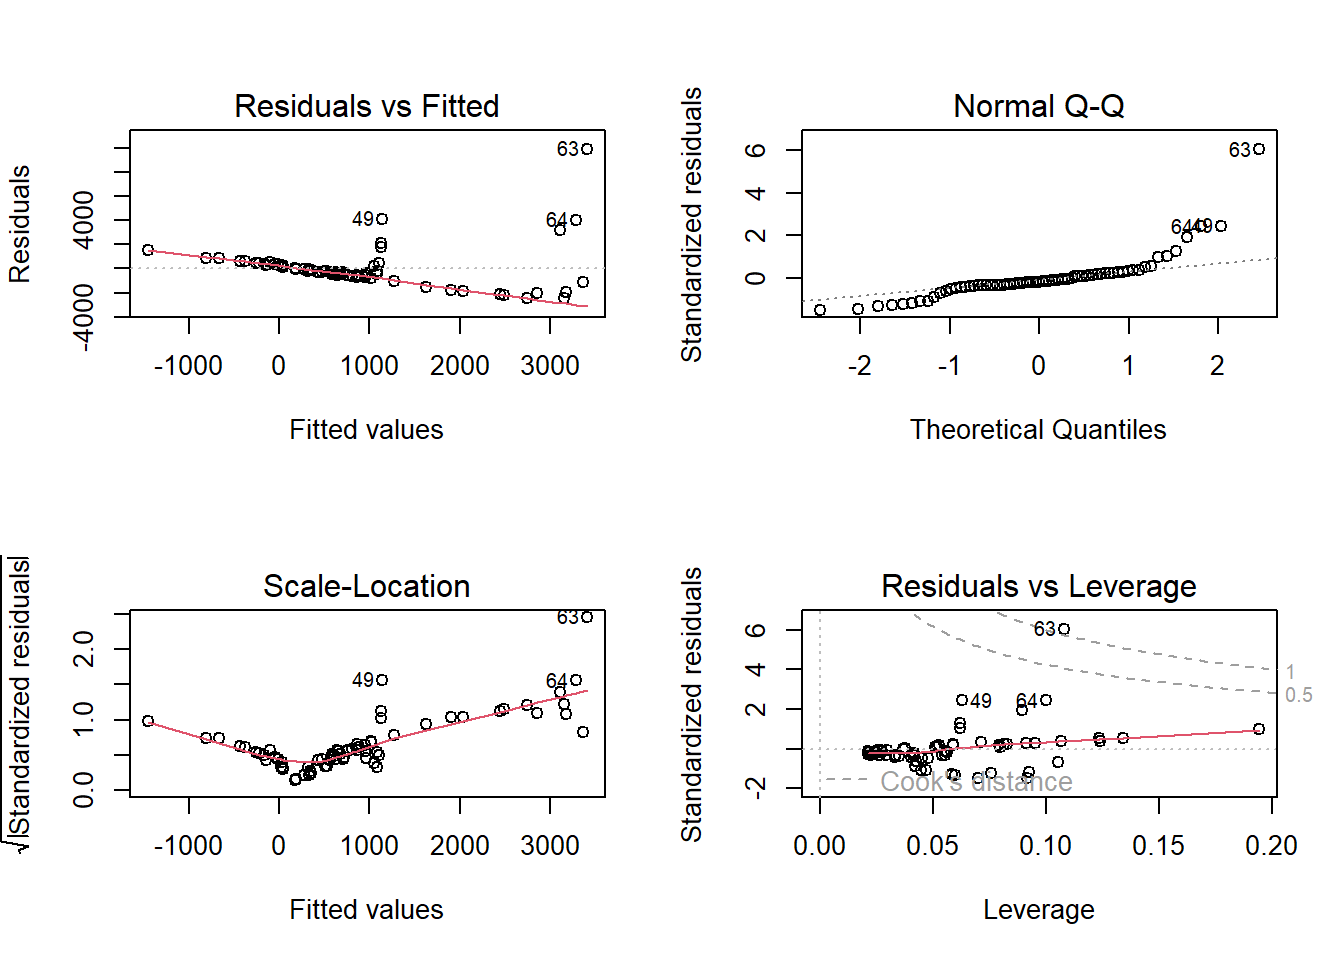 Residuals vs Fitted
Residuals
-4000 4000
-1000 0 1000 2000 3000
Fitted values
63
49
64
Normal Q-Q
Standardized residuals
0 2 4 6
-2 -1 0 1 2
Theoretical Quantiles
63
64
49
Scale-Location
√|Standardized residuals|
0.0 1.0 2.0
-1000 0 1000 2000 3000
Fitted values
63
49
64
Residuals vs Leverage
Standardized residuals
-2 2 4 6
0.00 0.05 0.10 0.15 0.20
Leverage
63
49
64
1
0.5
Cook's distance